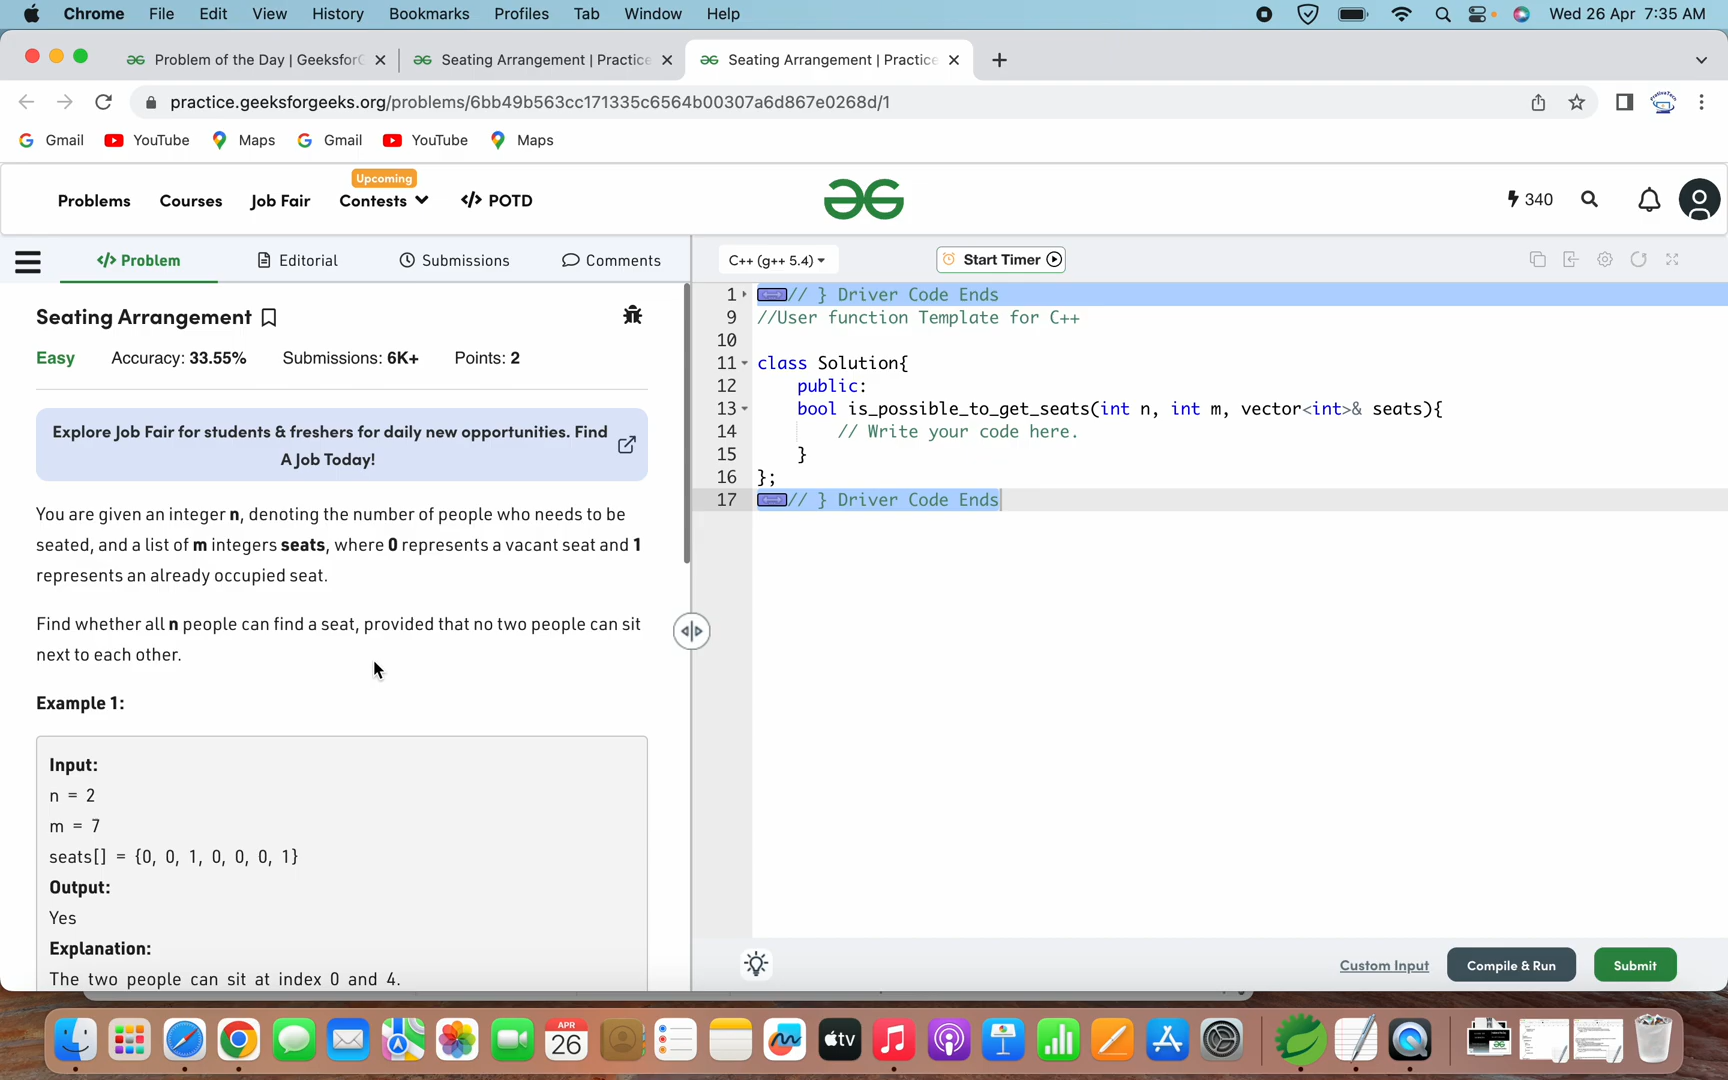 Chrome File Edit View History Bookmarks Profiles Tab Window Help Wed 26 Apr 7:35 AM
Problem of the Day | Geeksfor Seating Arrangement | Practice Seating Arrangement | Practice
practice.geeksforgeeks.org/problems/6bb49b563cc171335c6564b00307a6d867e0268d/1
Gmail YouTube Maps Gmail YouTube Maps
Upcoming
Problems Courses Job Fair Contests </> POTD 340
</> Problem Editorial Submissions Comments C++ (g++ 5.4) Start Timer
Seating Arrangement
Easy Accuracy: 33.55% Submissions: 6K+ Points: 2
Explore Job Fair for students & freshers for daily new opportunities. Find
A Job Today!
You are given an integer n, denoting the number of people who needs to be
seated, and a list of m integers seats, where 0 represents a vacant seat and 1
represents an already occupied seat.
Find whether all n people can find a seat, provided that no two people can sit
next to each other.
Example 1:
Input:
n = 2
m = 7
seats[] = {0, 0, 1, 0, 0, 0, 1}
Output:
Yes
Explanation:
The two people can sit at index 0 and 4.
1 // } Driver Code Ends
9 //User function Template for C++
10
11 class Solution{
12 public:
13 bool is_possible_to_get_seats(int n, int m, vector<int>& seats){
14 // Write your code here.
15 }
16 };
17 // } Driver Code Ends
Custom Input Compile & Run Submit
APR
26
tv